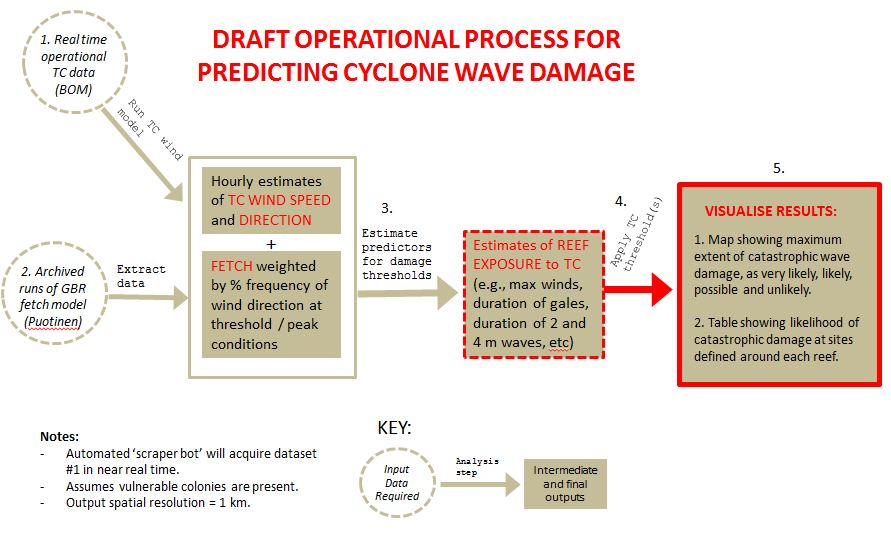 DRAFT OPERATIONAL PROCESS FOR
PREDICTING CYCLONE WAVE DAMAGE
1. Real time
operational
TC data
(BOM)
Run TC wind
model
Hourly estimates
of TC WIND SPEED
and DIRECTION
+
FETCH weighted
by % frequency of
wind direction at
threshold / peak
conditions
2. Archived
runs of GBR
fetch model
(Puotinen)
Extract
data
3.
Estimate
predictors
for damage
thresholds
Estimates of REEF
EXPOSURE to TC
(e.g., max winds,
duration of gales,
duration of 2 and
4 m waves, etc)
4.
Apply TC
threshold(s)
5.
VISUALISE RESULTS:
1. Map showing maximum
extent of catastrophic wave
damage, as very likely, likely,
possible and unlikely.
2. Table showing likelihood of
catastrophic damage at sites
defined around each reef.
Notes:
- Automated ‘scraper bot’ will acquire dataset
#1 in near real time.
- Assumes vulnerable colonies are present.
- Output spatial resolution = 1 km.
KEY:
Input
Data
Required
Analysis
step
Intermediate
and final
outputs